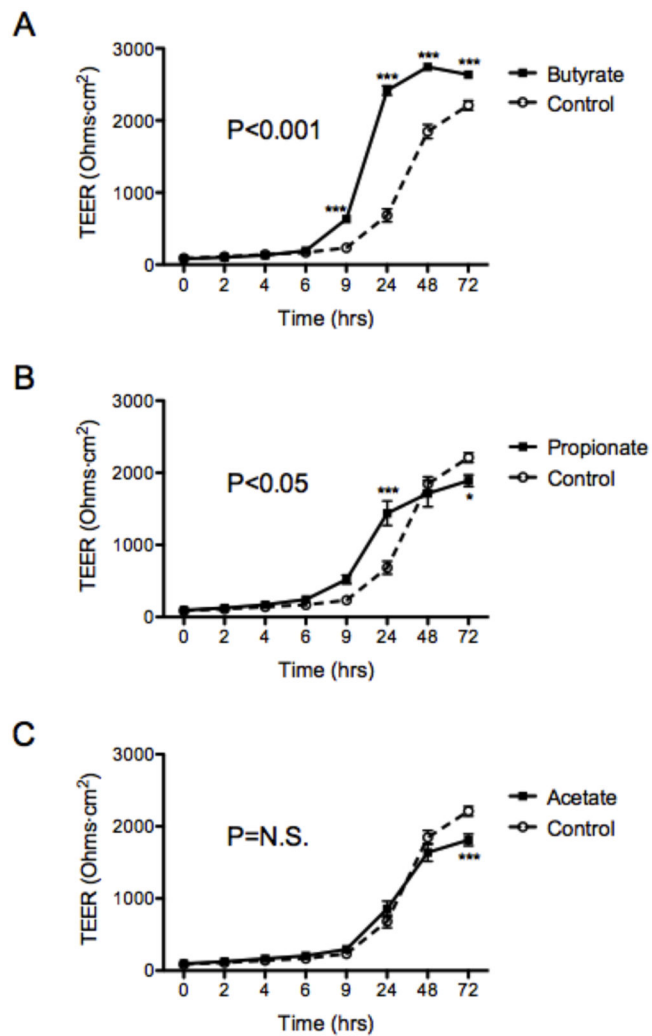 A
TEER (Ohms·cm²)
3000
2000
1000
0
P<0.001
***
***
***
***
Butyrate
Control
0 2 4 6 9 24 48 72
Time (hrs)
B
TEER (Ohms·cm²)
3000
2000
1000
0
P<0.05
***
*
Propionate
Control
0 2 4 6 9 24 48 72
Time (hrs)
C
TEER (Ohms·cm²)
3000
2000
1000
0
P=N.S.
***
Acetate
Control
0 2 4 6 9 24 48 72
Time (hrs)